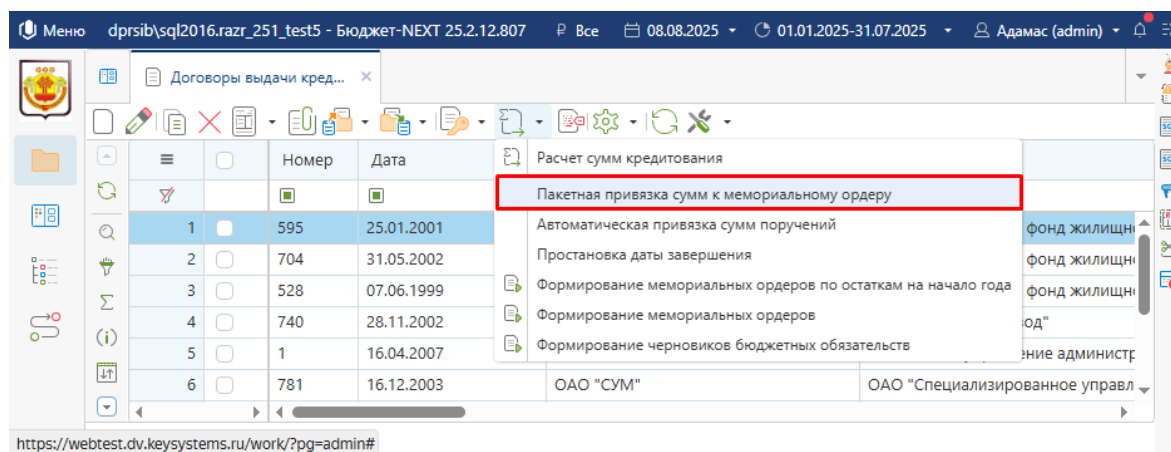 Меню dprsib\sql2016.razr_251_test5 - Бюджет-NEXT 25.2.12.807 ₽ Все 08.08.2025 01.01.2025-31.07.2025 Адамас (admin)
Договоры выдачи кред... ×
Номер Дата
Расчет сумм кредитования
Пакетная привязка сумм к мемориальному ордеру
Автоматическая привязка сумм поручений
Простановка даты завершения
Формирование мемориальных ордеров по остаткам на начало года
Формирование мемориальных ордеров
Формирование черновиков бюджетных обязательств
1 595 25.01.2001 фонд жилищн
2 704 31.05.2002 фонд жилищн
3 528 07.06.1999 фонд жилищн
4 740 28.11.2002 од"
5 1 16.04.2007 ение администр
6 781 16.12.2003 ОАО "СУМ" ОАО "Специализированное управл
https://webtest.dv.keysystems.ru/work/?pg=admin#